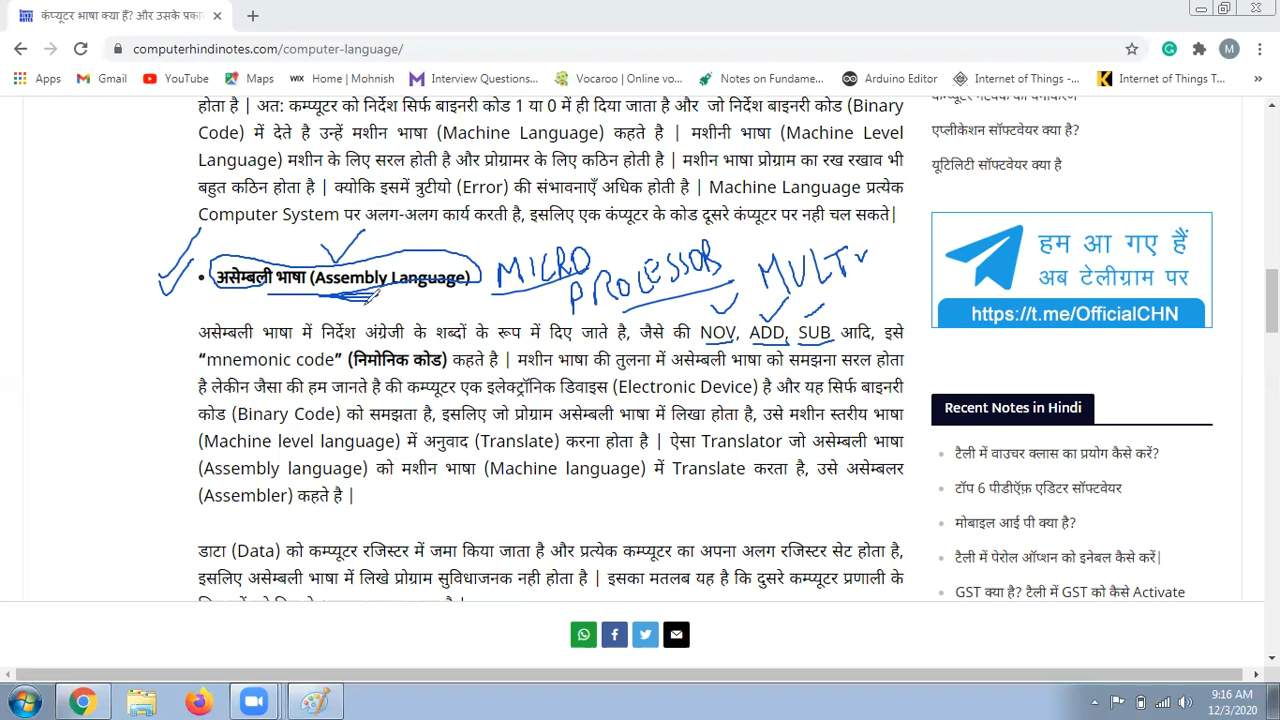 कंप्यूटर भाषा क्या हैं? और उसके प्रका
computerhindinotes.com/computer-language/
M
Apps
Gmail
YouTube
Maps
WIX Home | Mohnish
Interview Questions...
Vocaroo | Online vo...
Notes on Fundame...
Arduino Editor
Internet of Things -...
Internet of Things T...
»
होता है | अत: कम्प्यूटर को निर्देश सिर्फ बाइनरी कोड 1 या 0 में ही दिया जाता है और जो निर्देश बाइनरी कोड (Binary
Code) में देते है उन्हें मशीन भाषा (Machine Language) कहते है | मशीनी भाषा (Machine Level
Language) मशीन के लिए सरल होती है और प्रोग्रामर के लिए कठिन होती है | मशीन भाषा प्रोग्राम का रख रखाव भी
बहुत कठिन होता है | क्योकि इसमें त्रुटीयो (Error) की संभावनाएँ अधिक होती है | Machine Language प्रत्येक
Computer System पर अलग-अलग कार्य करती है, इसलिए एक कंप्यूटर के कोड दूसरे कंप्यूटर पर नही चल सकते|
• असेम्बली भाषा (Assembly Language)
MICRO
PROCESSOR
MULT
असेम्बली भाषा में निर्देश अंग्रेजी के शब्दों के रूप में दिए जाते है, जैसे की NOV, ADD, SUB आदि, इसे
“mnemonic code” (निमोनिक कोड) कहते है | मशीन भाषा की तुलना में असेम्बली भाषा को समझना सरल होता
है लेकीन जैसा की हम जानते है की कम्प्यूटर एक इलेक्ट्रॉनिक डिवाइस (Electronic Device) है और यह सिर्फ बाइनरी
कोड (Binary Code) को समझता है, इसलिए जो प्रोग्राम असेम्बली भाषा में लिखा होता है, उसे मशीन स्तरीय भाषा
(Machine level language) में अनुवाद (Translate) करना होता है | ऐसा Translator जो असेम्बली भाषा
(Assembly language) को मशीन भाषा (Machine language) में Translate करता है, उसे असेम्बलर
(Assembler) कहते है |
डाटा (Data) को कम्प्यूटर रजिस्टर में जमा किया जाता है और प्रत्येक कम्प्यूटर का अपना अलग रजिस्टर सेट होता है,
इसलिए असेम्बली भाषा में लिखे प्रोग्राम सुविधाजनक नही होता है | इसका मतलब यह है कि दुसरे कम्प्यूटर प्रणाली के
एप्लीकेशन सॉफ्टवेयर क्या है?
यूटिलिटी सॉफ्टवेयर क्या है
हम आ गए हैं
अब टेलीग्राम पर
https://t.me/OfficialCHN
Recent Notes in Hindi
टैली में वाउचर क्लास का प्रयोग कैसे करें?
टॉप 6 पीडीऍफ़ एडिटर सॉफ्टवेयर
मोबाइल आई पी क्या है?
टैली में पेरोल ऑप्शन को इनेबल कैसे करें|
GST क्या है? टैली में GST को कैसे Activate
9:16 AM
12/3/2020